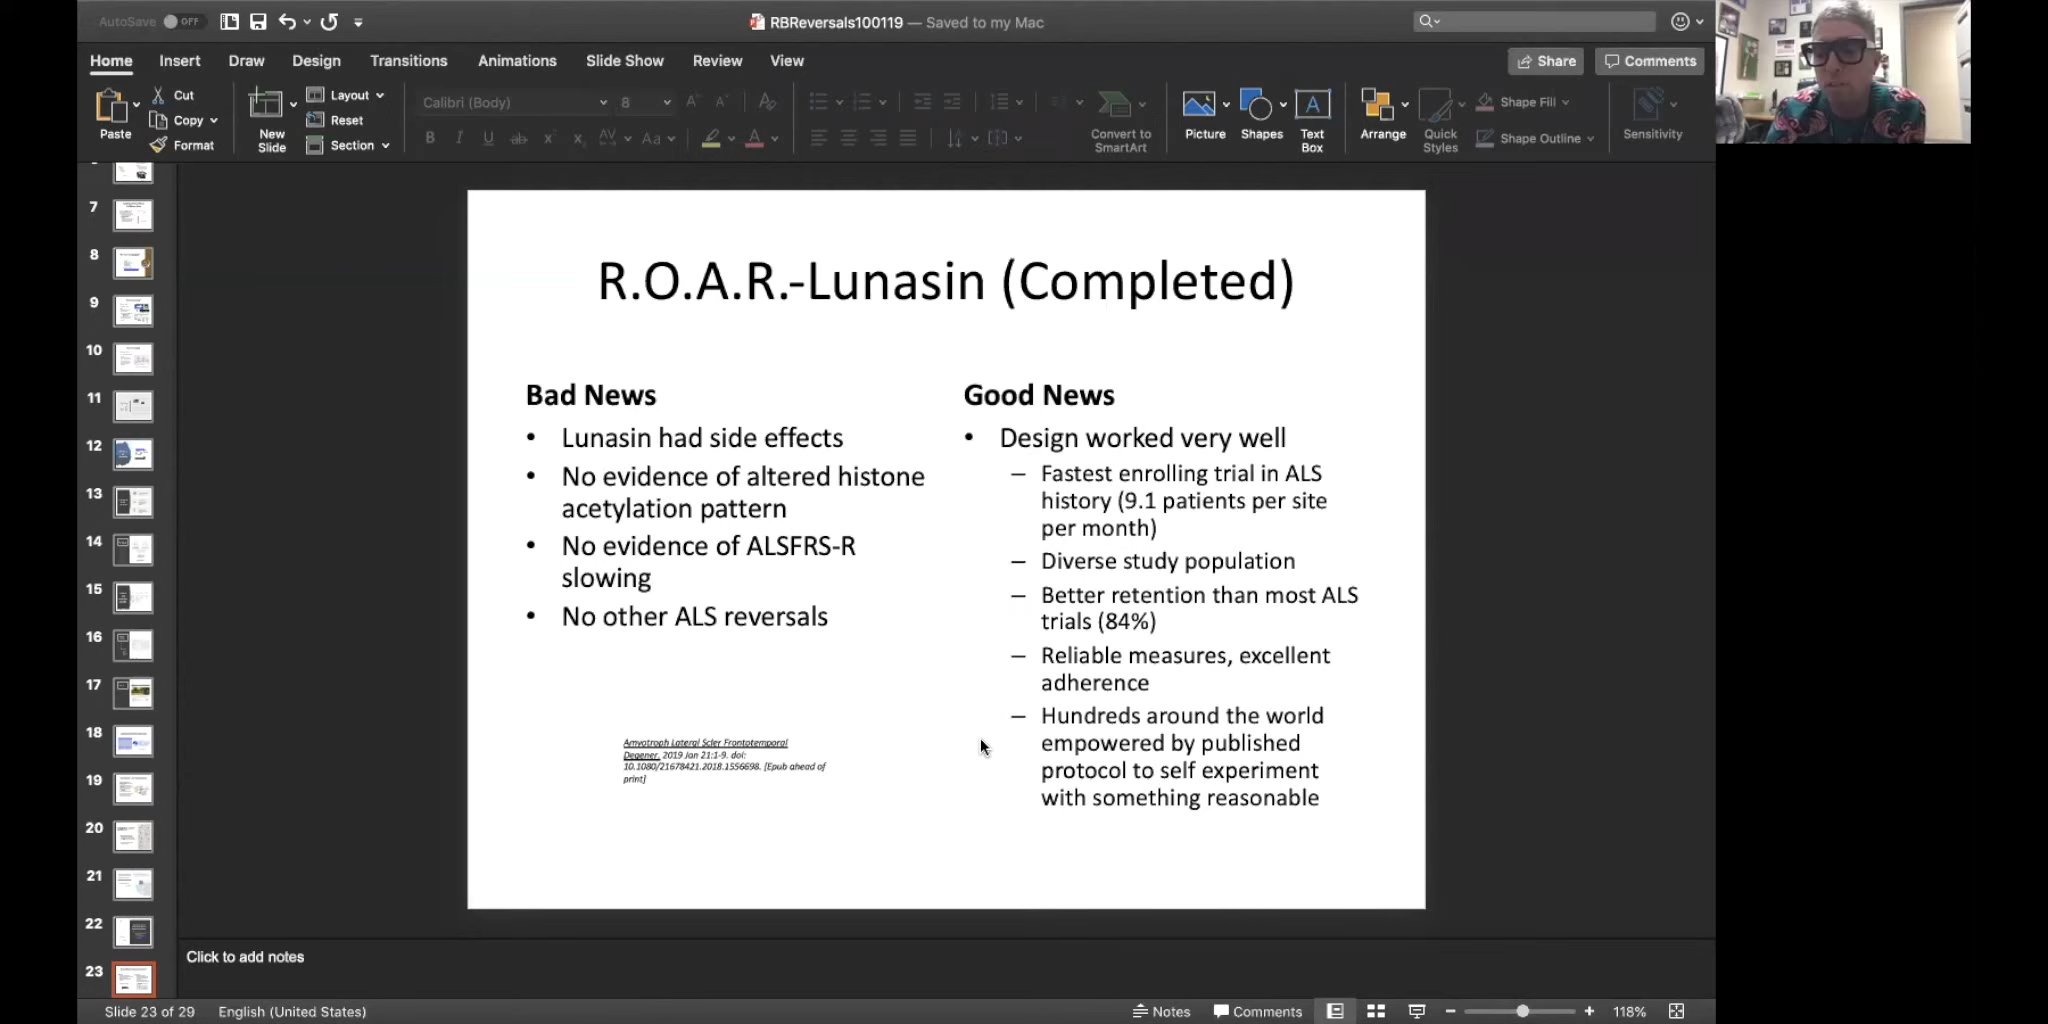 AutoSave OFF
RBReversals100119 — Saved to my Mac
Home Insert Draw Design Transitions Animations Slide Show Review View
Share Comments
Paste
Cut
Copy
Format
New
Slide
Layout
Reset
Section
Calibri (Body) 8
Convert to
SmartArt
Picture
Shapes
Text
Box
Arrange
Quick
Styles
Shape Fill
Shape Outline
Sensitivity
7
8
9
10
11
12
13
14
15
16
17
18
19
20
21
22
23
R.O.A.R.-Lunasin (Completed)
Bad News
• Lunasin had side effects
• No evidence of altered histone
acetylation pattern
• No evidence of ALSFRS-R
slowing
• No other ALS reversals
Amyotroph Lateral Scler Frontotemporal
Degener. 2019 Jan 21:1-9. doi:
10.1080/21678421.2018.1556698. [Epub ahead of
print]
Good News
• Design worked very well
– Fastest enrolling trial in ALS
history (9.1 patients per site
per month)
– Diverse study population
– Better retention than most ALS
trials (84%)
– Reliable measures, excellent
adherence
– Hundreds around the world
empowered by published
protocol to self experiment
with something reasonable
Click to add notes
Slide 23 of 29 English (United States)
Notes Comments 118%